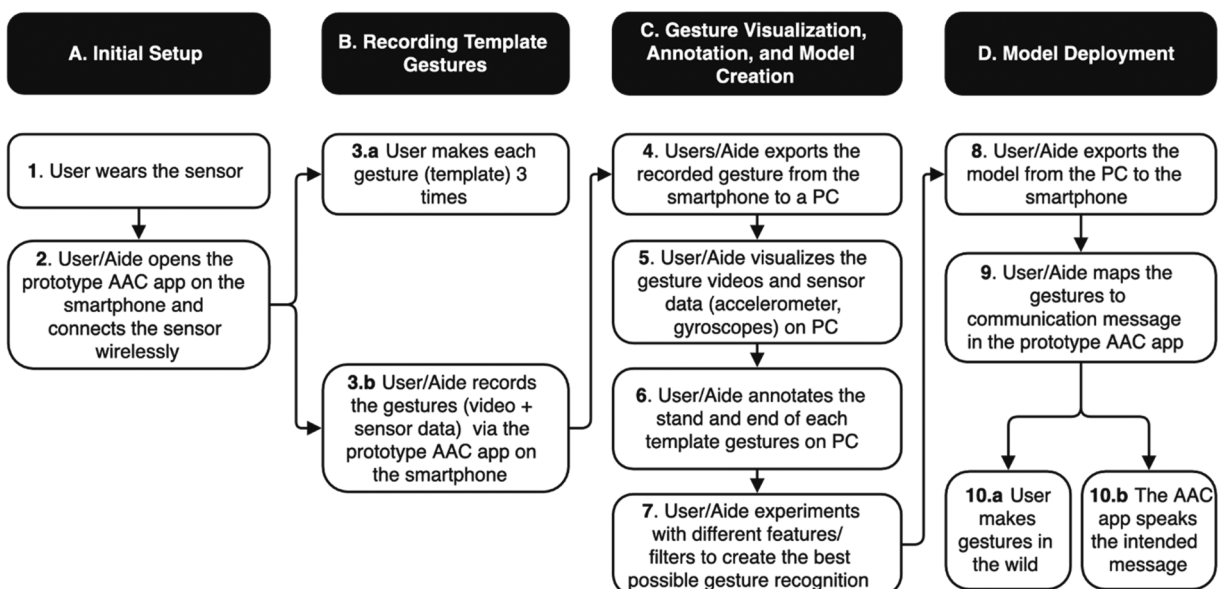 A. Initial Setup
B. Recording Template
Gestures
C. Gesture Visualization,
Annotation, and Model
Creation
D. Model Deployment
1. User wears the sensor
2. User/Aide opens the
prototype AAC app on the
smartphone and
connects the sensor
wirelessly
3.a User makes each
gesture (template) 3
times
3.b User/Aide records
the gestures (video +
sensor data) via the
prototype AAC app on
the smartphone
4. Users/Aide exports the
recorded gesture from the
smartphone to a PC
5. User/Aide visualizes the
gesture videos and sensor
data (accelerometer,
gyroscopes) on PC
6. User/Aide annotates the
stand and end of each
template gestures on PC
7. User/Aide experiments
with different features/
filters to create the best
possible gesture recognition
8. User/Aide exports the
model from the PC to the
smartphone
9. User/Aide maps the
gestures to
communication message
in the prototype AAC app
10.a User
makes
gestures in
the wild
10.b The AAC
app speaks
the intended
message